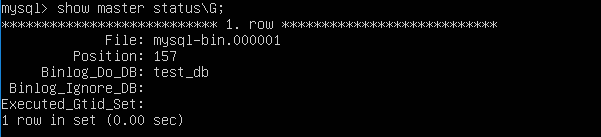 mysql> show master status\G;
*************************** 1. row ***************************
File: mysql-bin.000001
Position: 157
Binlog_Do_DB: test_db
Binlog_Ignore_DB:
Executed_Gtid_Set:
1 row in set (0.00 sec)